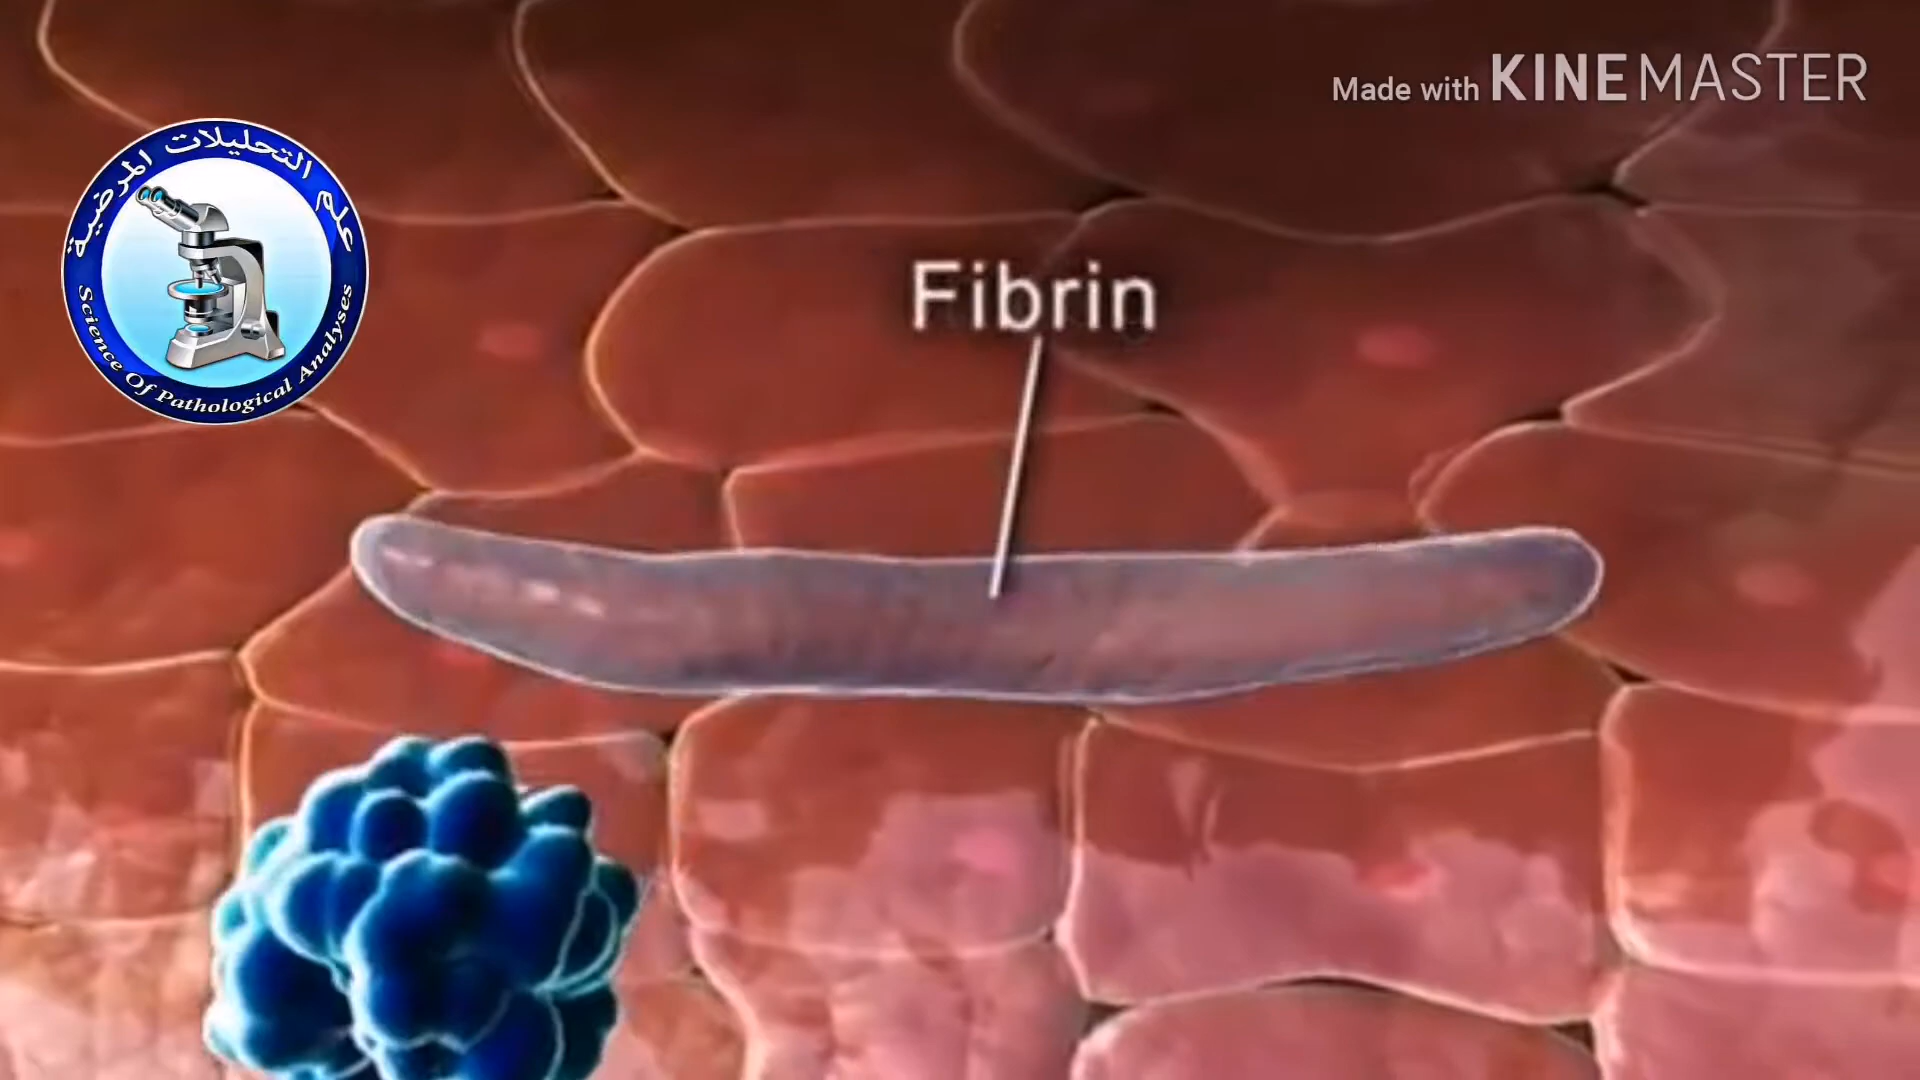 Made with KINEMASTER
علم التحليلات المرضية
Science Of Pathological Analyses
Fibrin